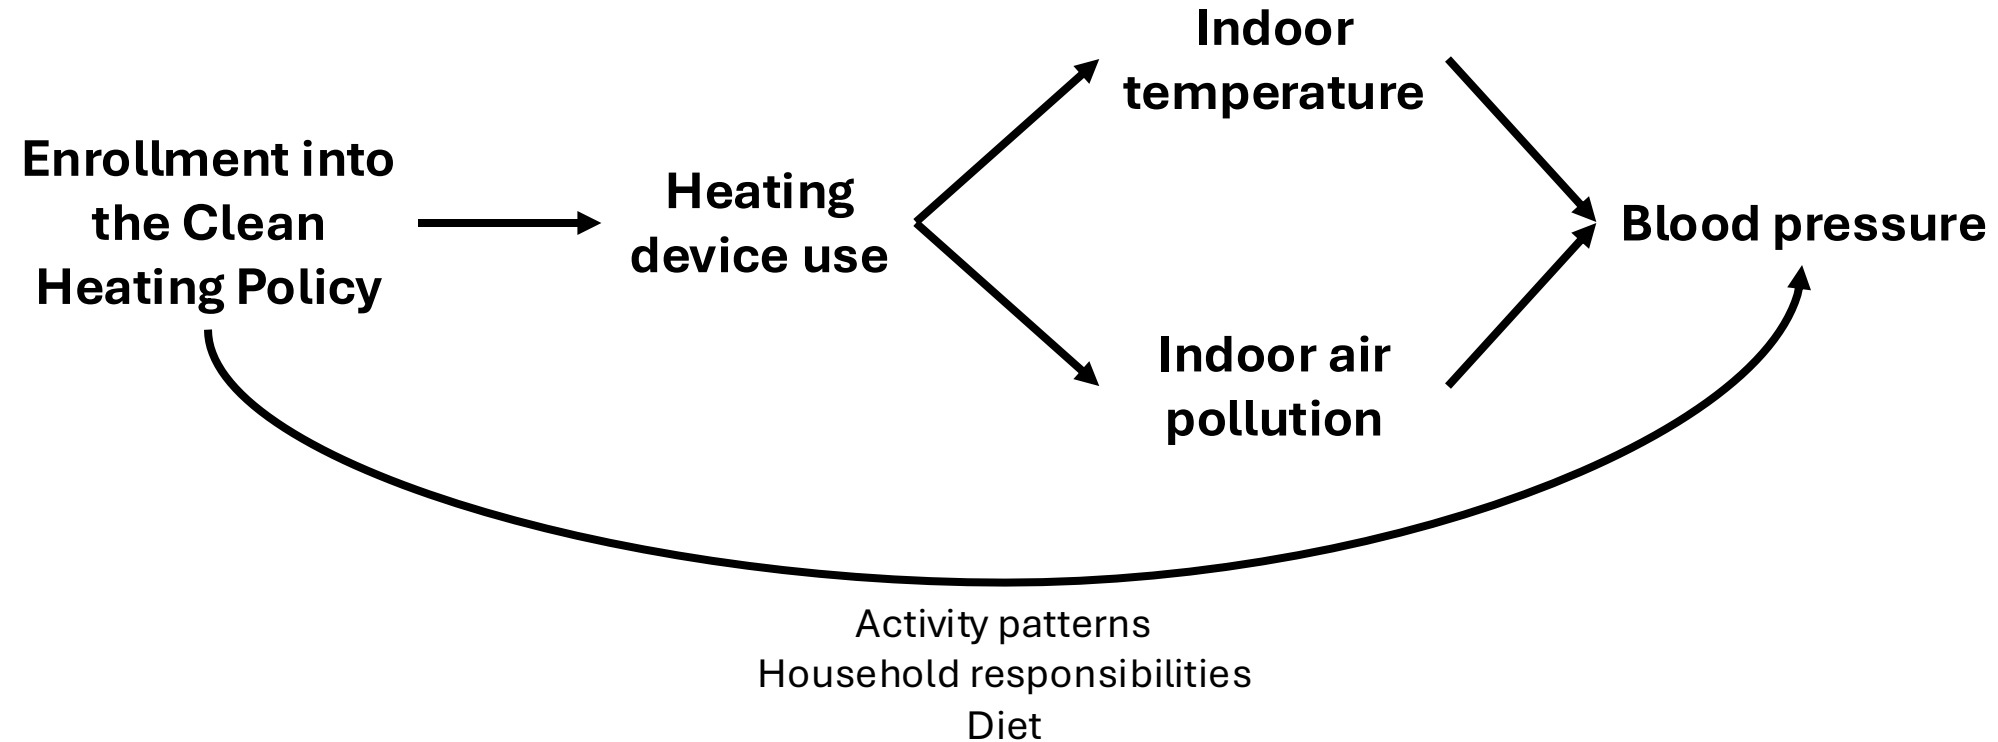 Enrollment into
the Clean
Heating Policy
Heating
device use
Indoor
temperature
Indoor air
pollution
Blood pressure
Activity patterns
Household responsibilities
Diet